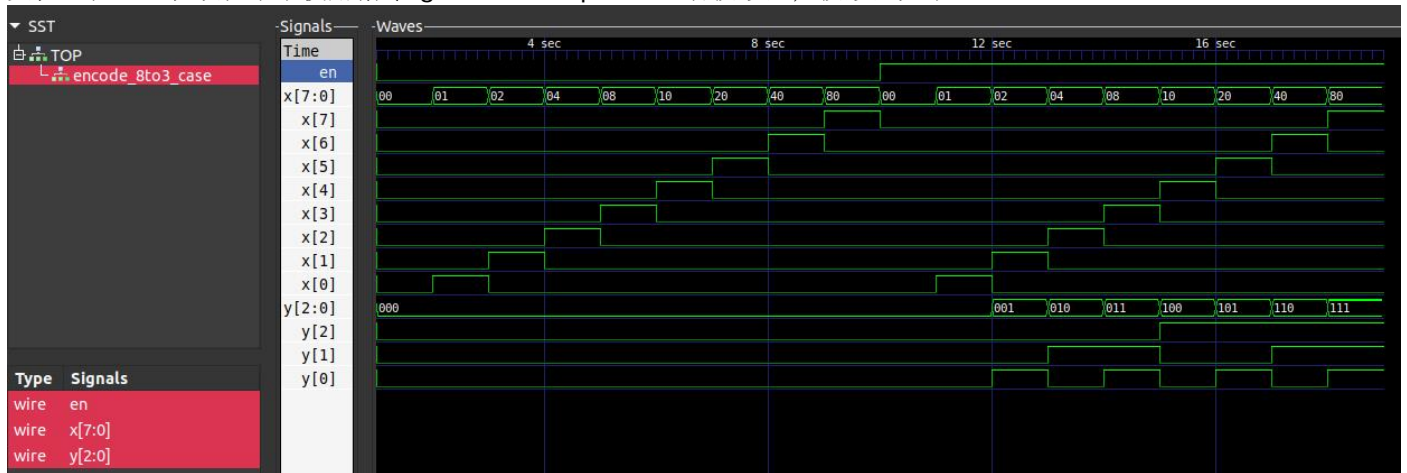 SST
TOP
encode_8to3_case
Type Signals
wire en
wire x[7:0]
wire y[2:0]
Signals
Time
en
x[7:0]
x[7]
x[6]
x[5]
x[4]
x[3]
x[2]
x[1]
x[0]
y[2:0]
y[2]
y[1]
y[0]
Waves
4 sec 8 sec 12 sec 16 sec
00 01 02 04 08 10 20 40 80 00 01 02 04 08 10 20 40 80
000 001 010 011 100 101 110 111